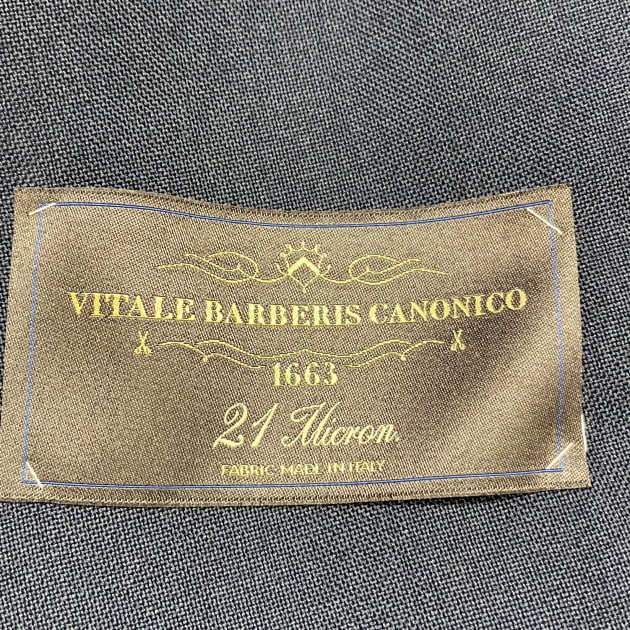 VITALE BARBERIS CANONICO
1663
21 Micron.
FABRIC MADE IN ITALY